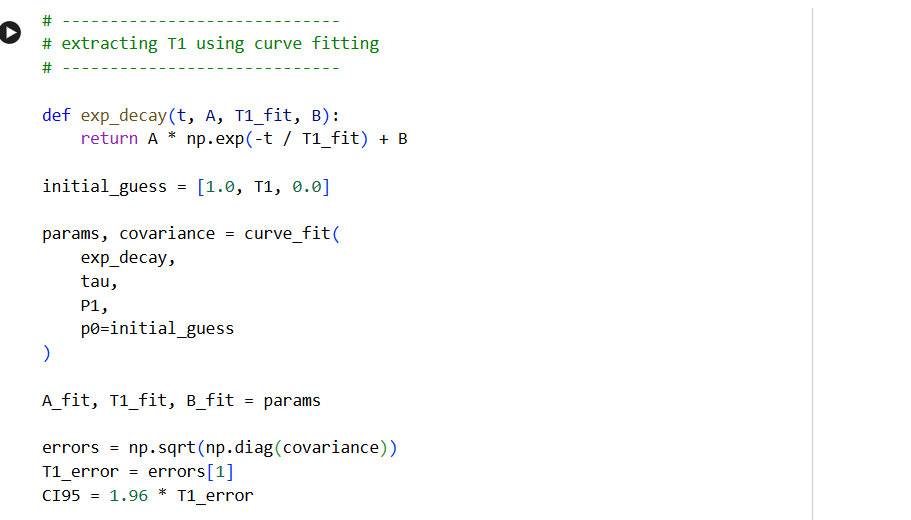 # -----------------------------
# extracting T1 using curve fitting
# -----------------------------
def exp_decay(t, A, T1_fit, B):
    return A * np.exp(-t / T1_fit) + B
initial_guess = [1.0, T1, 0.0]
params, covariance = curve_fit(
    exp_decay,
    tau,
    P1,
    p0=initial_guess
)
A_fit, T1_fit, B_fit = params
errors = np.sqrt(np.diag(covariance))
T1_error = errors[1]
CI95 = 1.96 * T1_error